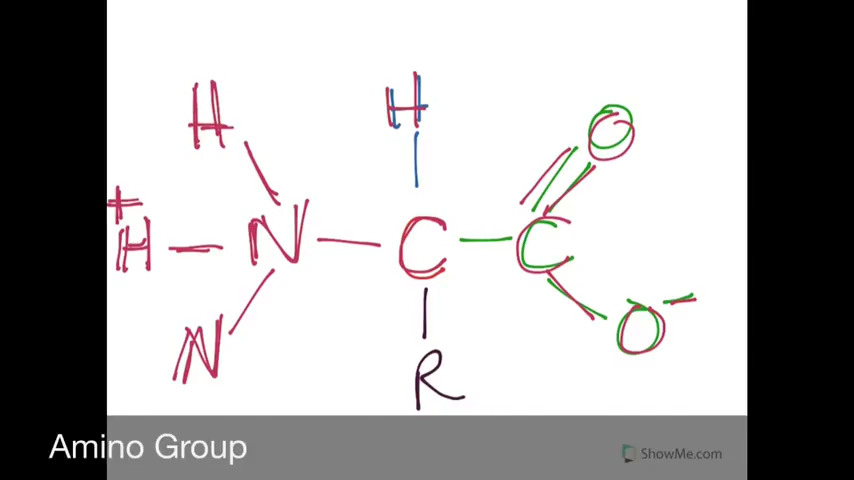 H H O
+
H N C C
N R O-
Amino Group
ShowMe.com